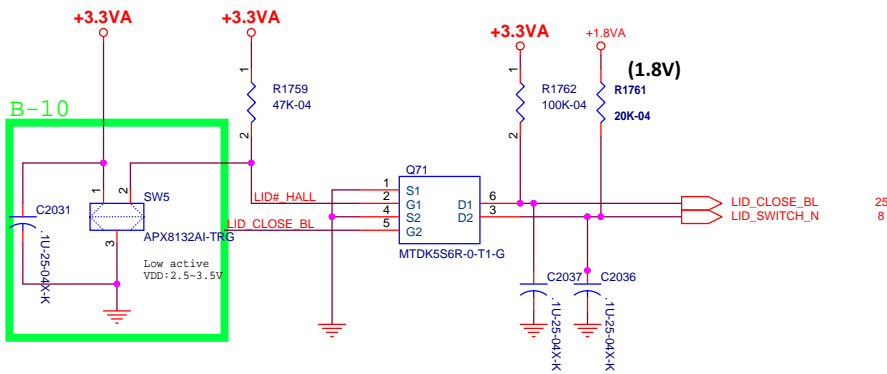 +3.3VA
+3.3VA
+3.3VA
+1.8VA
(1.8V)
1
R1759
47K-04
2
1
R1762
100K-04
2
R1761
20K-04
B-10
1
2
SW5
C2031
.1U-25-04X-K
APX8132AI-TRG
3
Low active
VDD:2.5~3.5V
LID#_HALL
LID_CLOSE_BL
Q71
1 S1
2 G1
4 S2
5 G2
D1 6
D2 3
MTDK5S6R-0-T1-G
LID_CLOSE_BL 25
LID_SWITCH_N 8
C2037
.1U-25-04X-K
C2036
.1U-25-04X-K